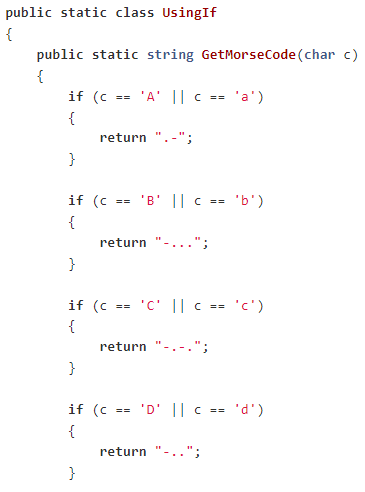 public static class UsingIf
{
    public static string GetMorseCode(char c)
    {
        if (c == 'A' || c == 'a')
        {
            return ".-";
        }

        if (c == 'B' || c == 'b')
        {
            return "-...";
        }

        if (c == 'C' || c == 'c')
        {
            return "-.-.";
        }

        if (c == 'D' || c == 'd')
        {
            return "-..";
        }